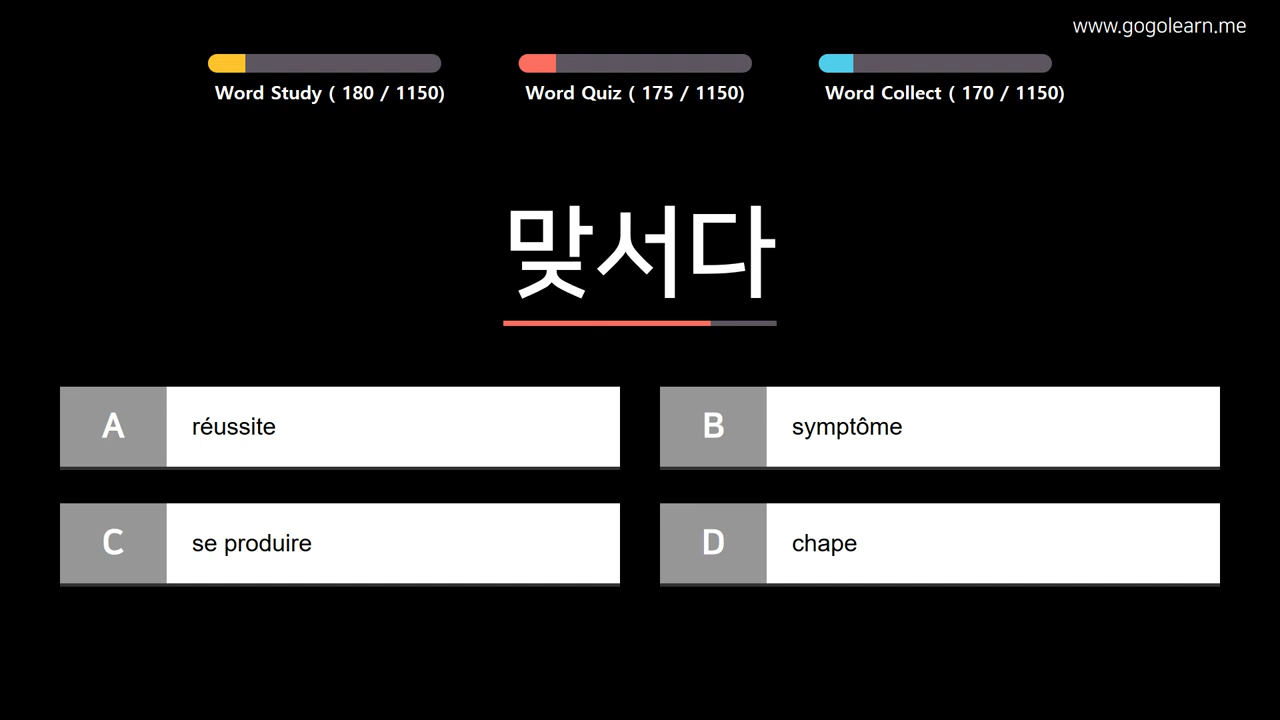 www.gogolearn.me
Word Study ( 180 / 1150)
Word Quiz ( 175 / 1150)
Word Collect ( 170 / 1150)
맞서다
A réussite
B symptôme
C se produire
D chape